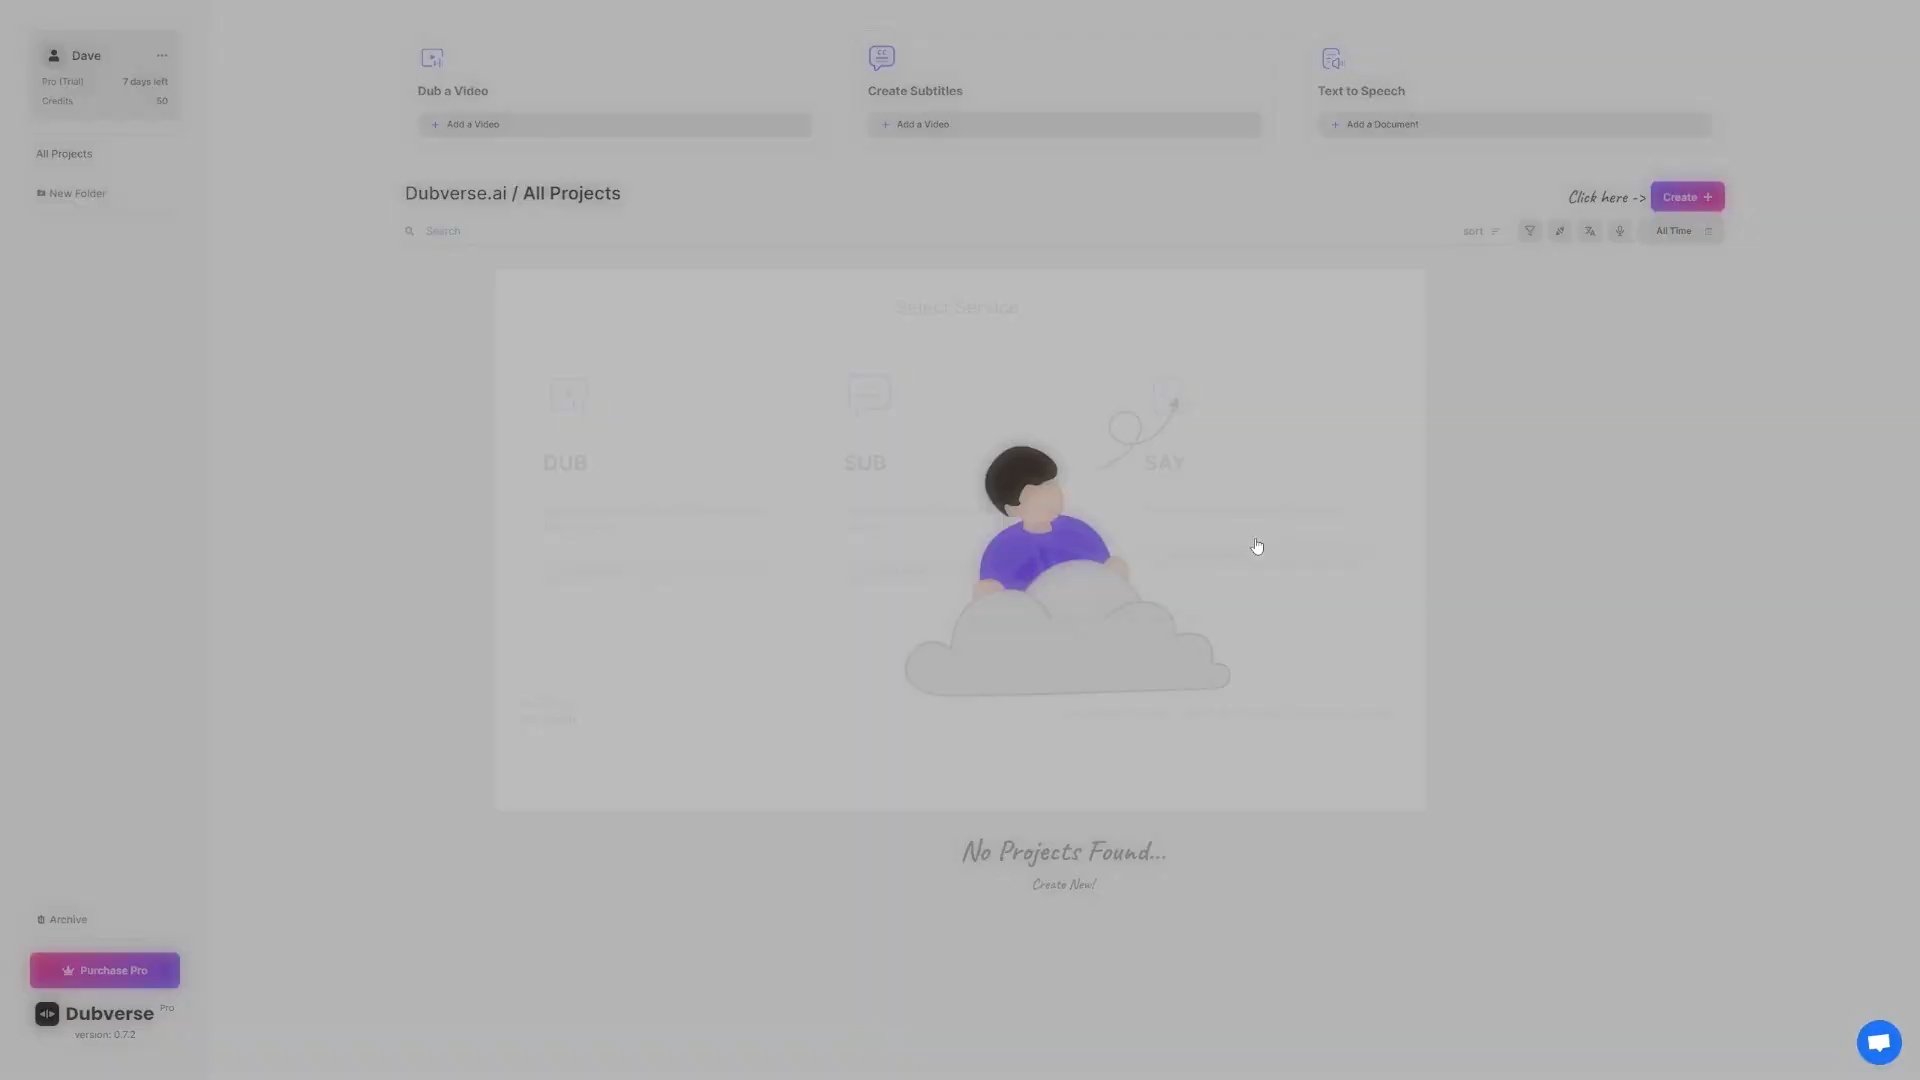 Dave
Pro (Trial) 7 days left
Credits 50
All Projects
New Folder
Archive
Purchase Pro
Dubverse Pro
version: 0.7.2
Dub a Video
+ Add a Video
Create Subtitles
+ Add a Video
Text to Speech
+ Add a Document
Dubverse.ai / All Projects
Click here -> Create +
Search
sort
All Time
Select Service
DUB
SUB
SAY
No Projects Found...
Create New!